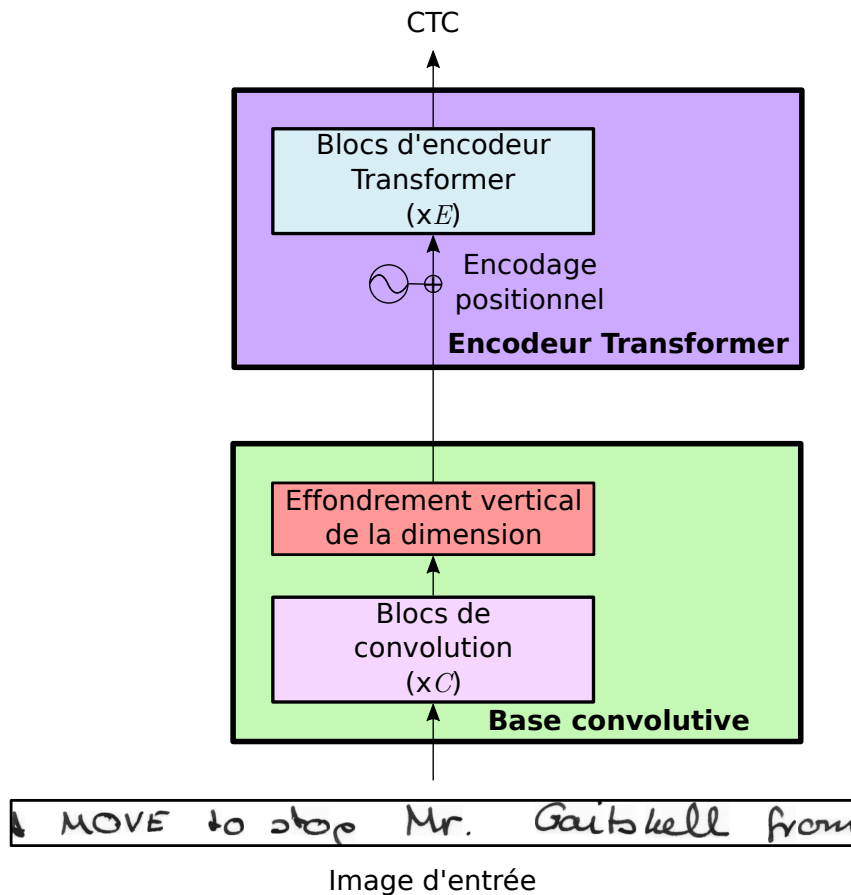 CTC
Blocs d'encodeur
Transformer
(xE)
Encodage
positionnel
Encodeur Transformer
Effondrement vertical
de la dimension
Blocs de
convolution
(xC)
Base convolutive
MOVE to stop Mr. Gaitskell from
Image d'entrée